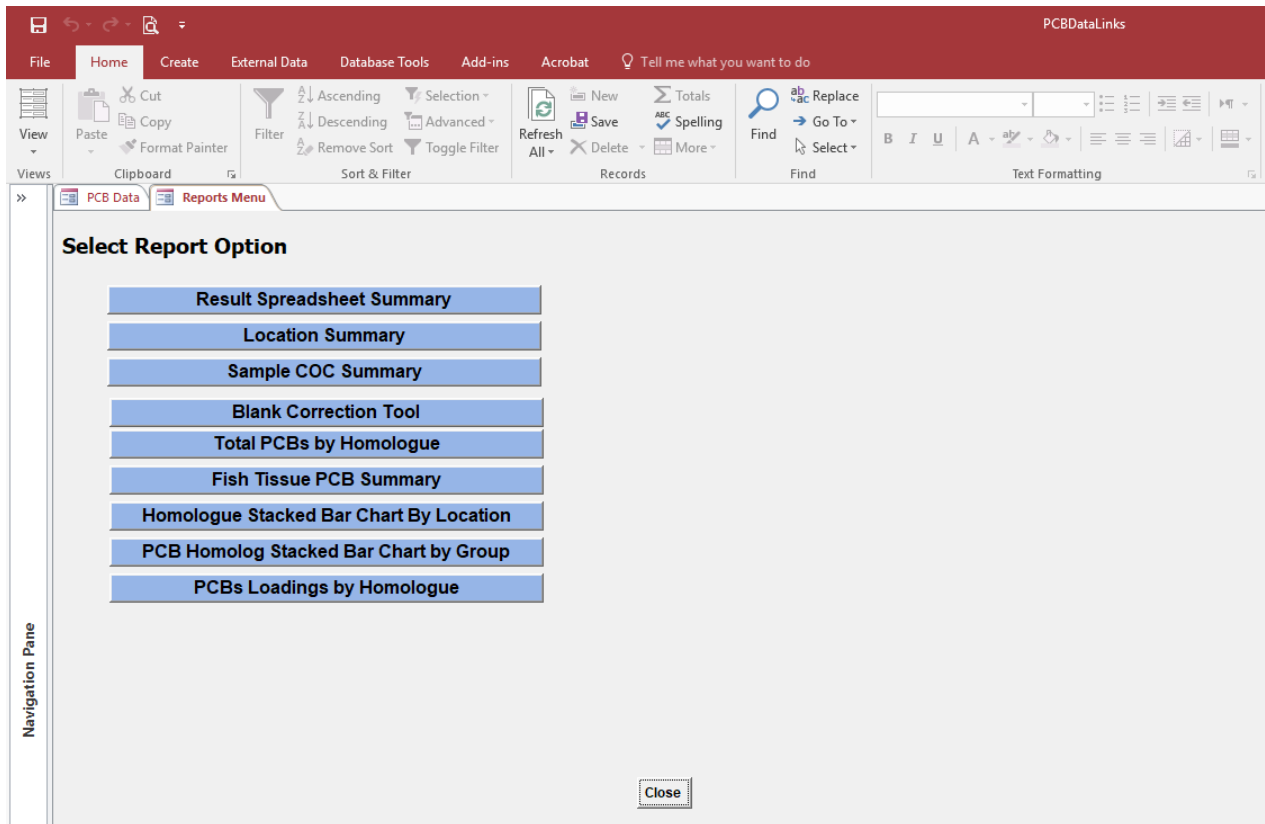 PCBDataLinks
File Home Create External Data Database Tools Add-ins Acrobat Tell me what you want to do
View
Views
Paste
Cut
Copy
Format Painter
Clipboard
Filter
Ascending
Descending
Remove Sort
Selection
Advanced
Toggle Filter
Sort & Filter
Refresh
All
New
Save
Delete
Totals
Spelling
More
Records
Find
Replace
Go To
Select
Find
B I U A
Text Formatting
PCB Data Reports Menu
Navigation Pane
Select Report Option
Result Spreadsheet Summary
Location Summary
Sample COC Summary
Blank Correction Tool
Total PCBs by Homologue
Fish Tissue PCB Summary
Homologue Stacked Bar Chart By Location
PCB Homolog Stacked Bar Chart by Group
PCBs Loadings by Homologue
Close